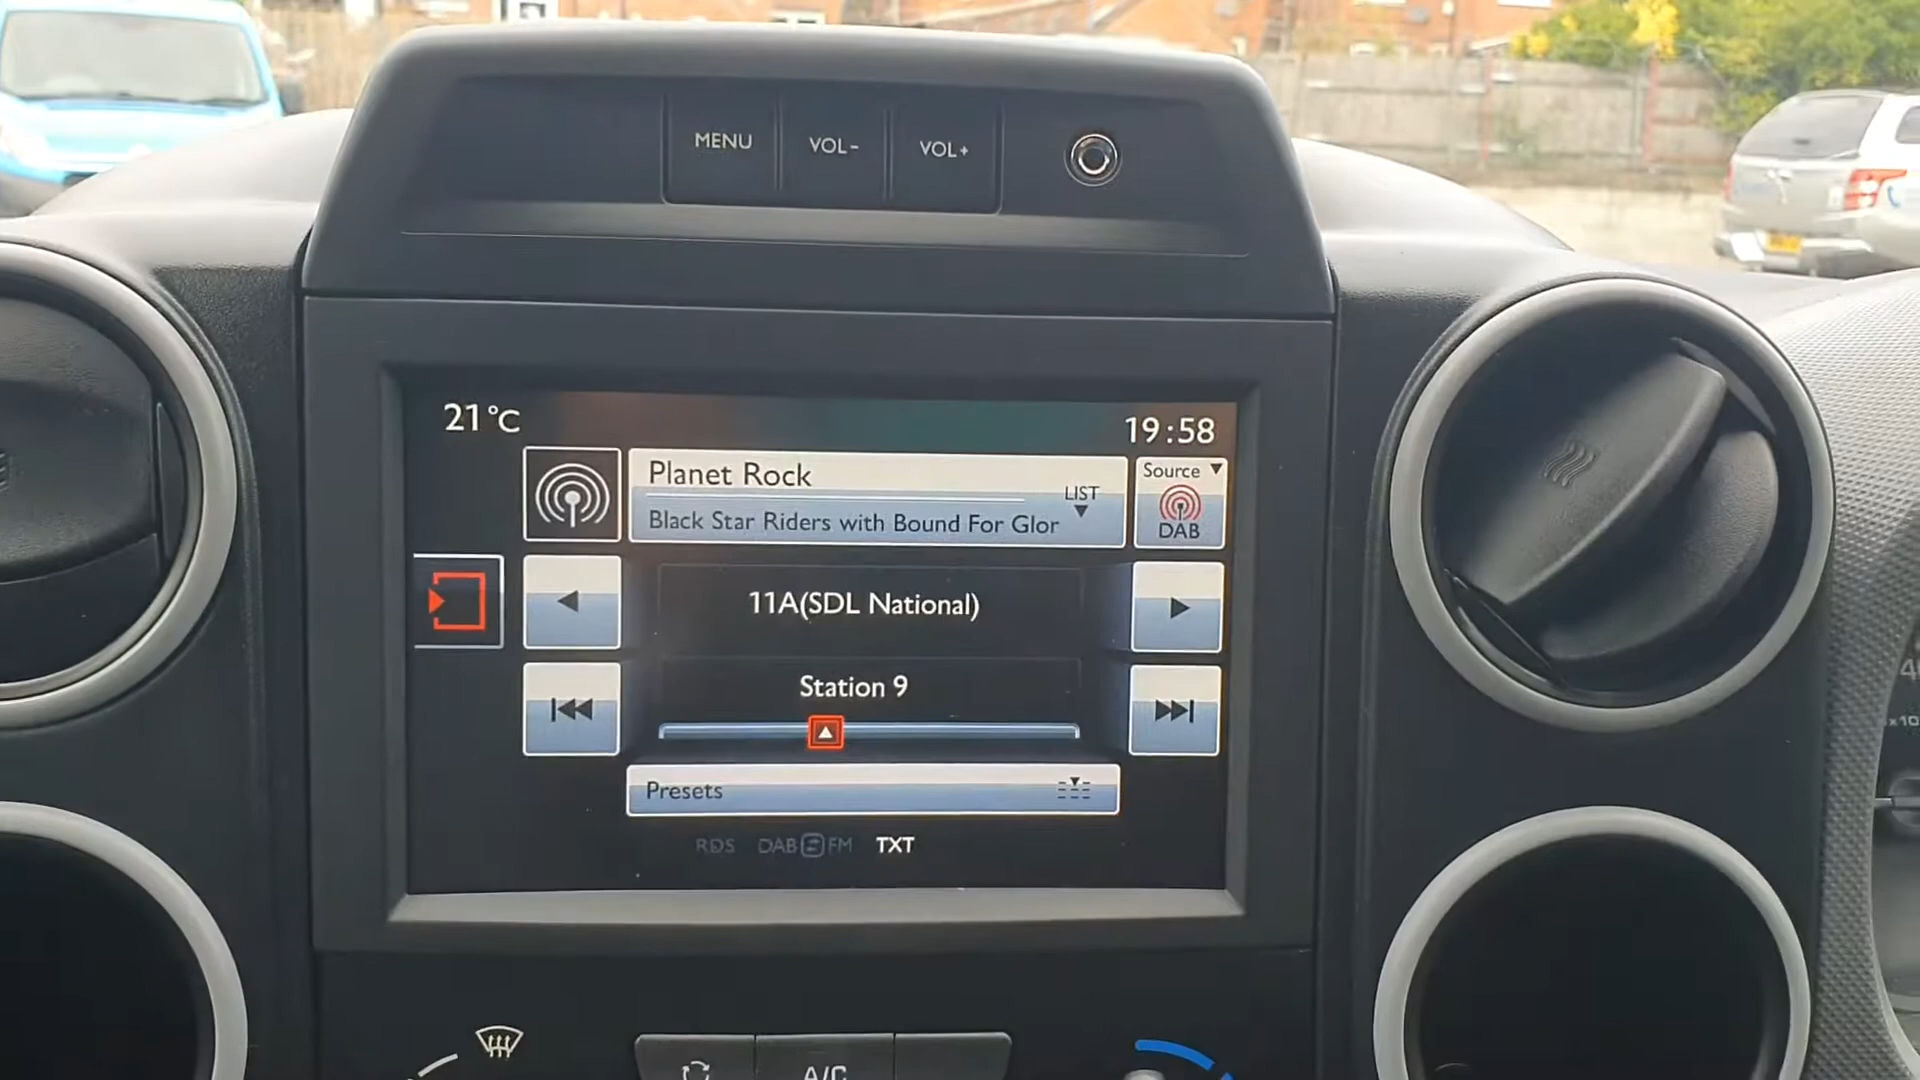 MENU
VOL-
VOL+
21°C
19:58
Planet Rock
LIST
Source
Black Star Riders with Bound For Glor
DAB
11A(SDL National)
Station 9
Presets
RDS
DAB
FM
TXT
A/C